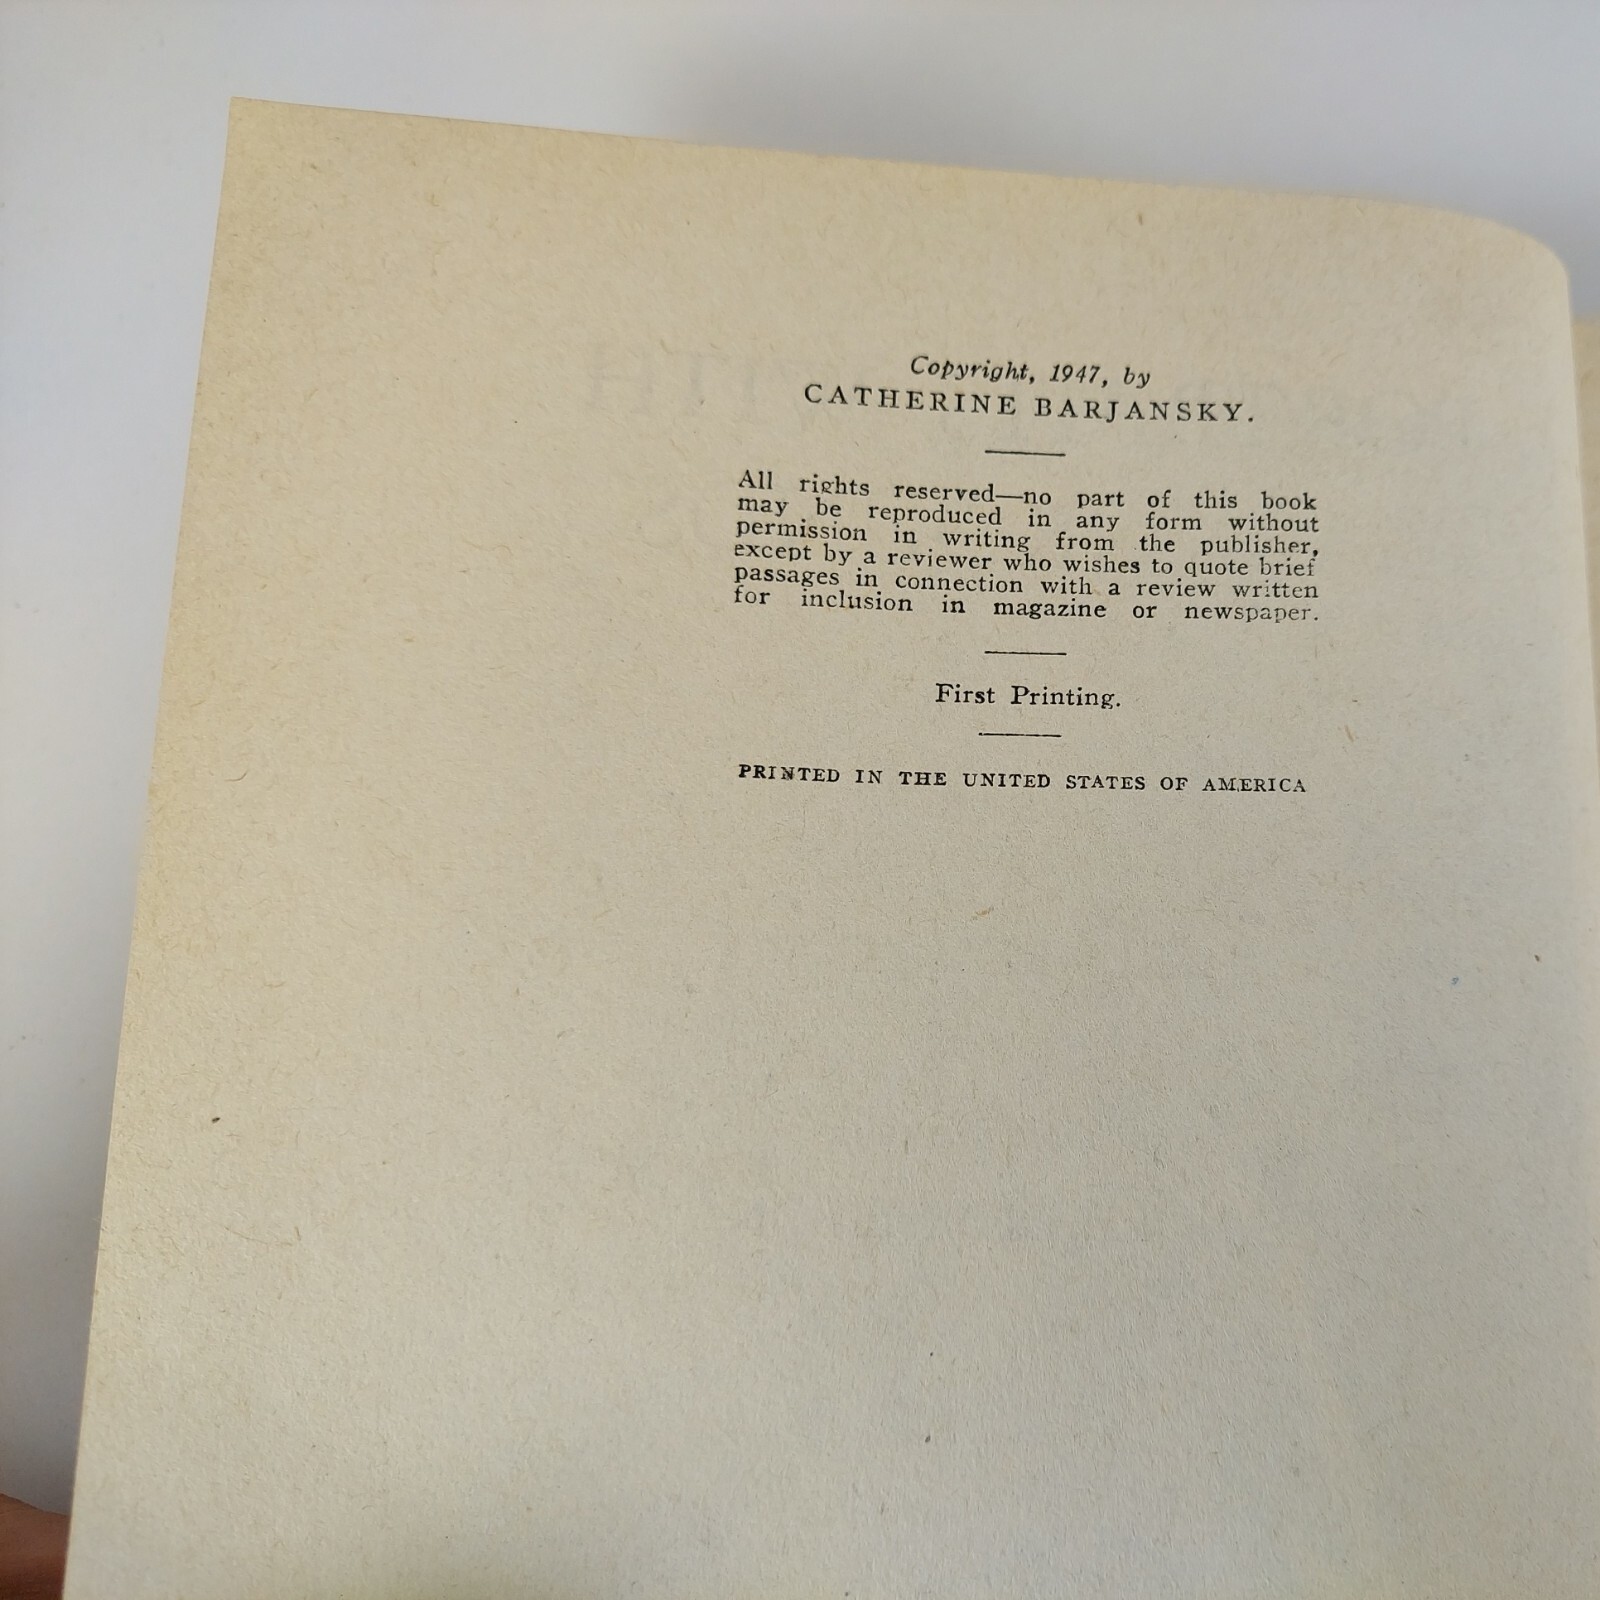 Copyright, 1947, by
CATHERINE BARJANSKY.
All rights reserved—no part of this book
may be reproduced in any form without
permission in writing from the publisher,
except by a reviewer who wishes to quote brief
passages in connection with a review written
for inclusion in magazine or newspaper.
First Printing.
PRINTED IN THE UNITED STATES OF AMERICA